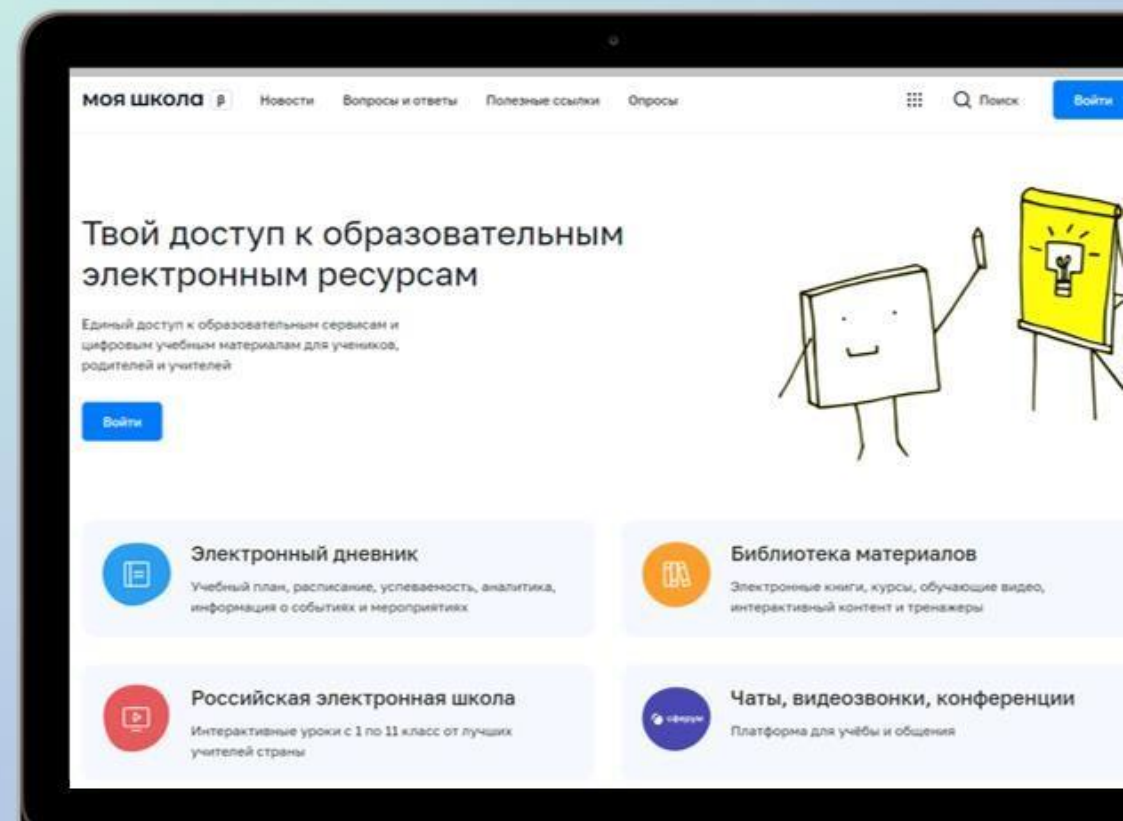 моя школа β Новости Вопросы и ответы Полезные ссылки Опросы Поиск Войти
Твой доступ к образовательным
электронным ресурсам
Единый доступ к образовательным сервисам и
цифровым учебным материалам для учеников,
родителей и учителей
Войти
Электронный дневник
Учебный план, расписание, успеваемость, аналитика,
информация о событиях и мероприятиях
Библиотека материалов
Электронные книги, курсы, обучающие видео,
интерактивный контент и тренажеры
Российская электронная школа
Интерактивные уроки с 1 по 11 класс от лучших
учителей страны
сферум
Чаты, видеозвонки, конференции
Платформа для учёбы и общения